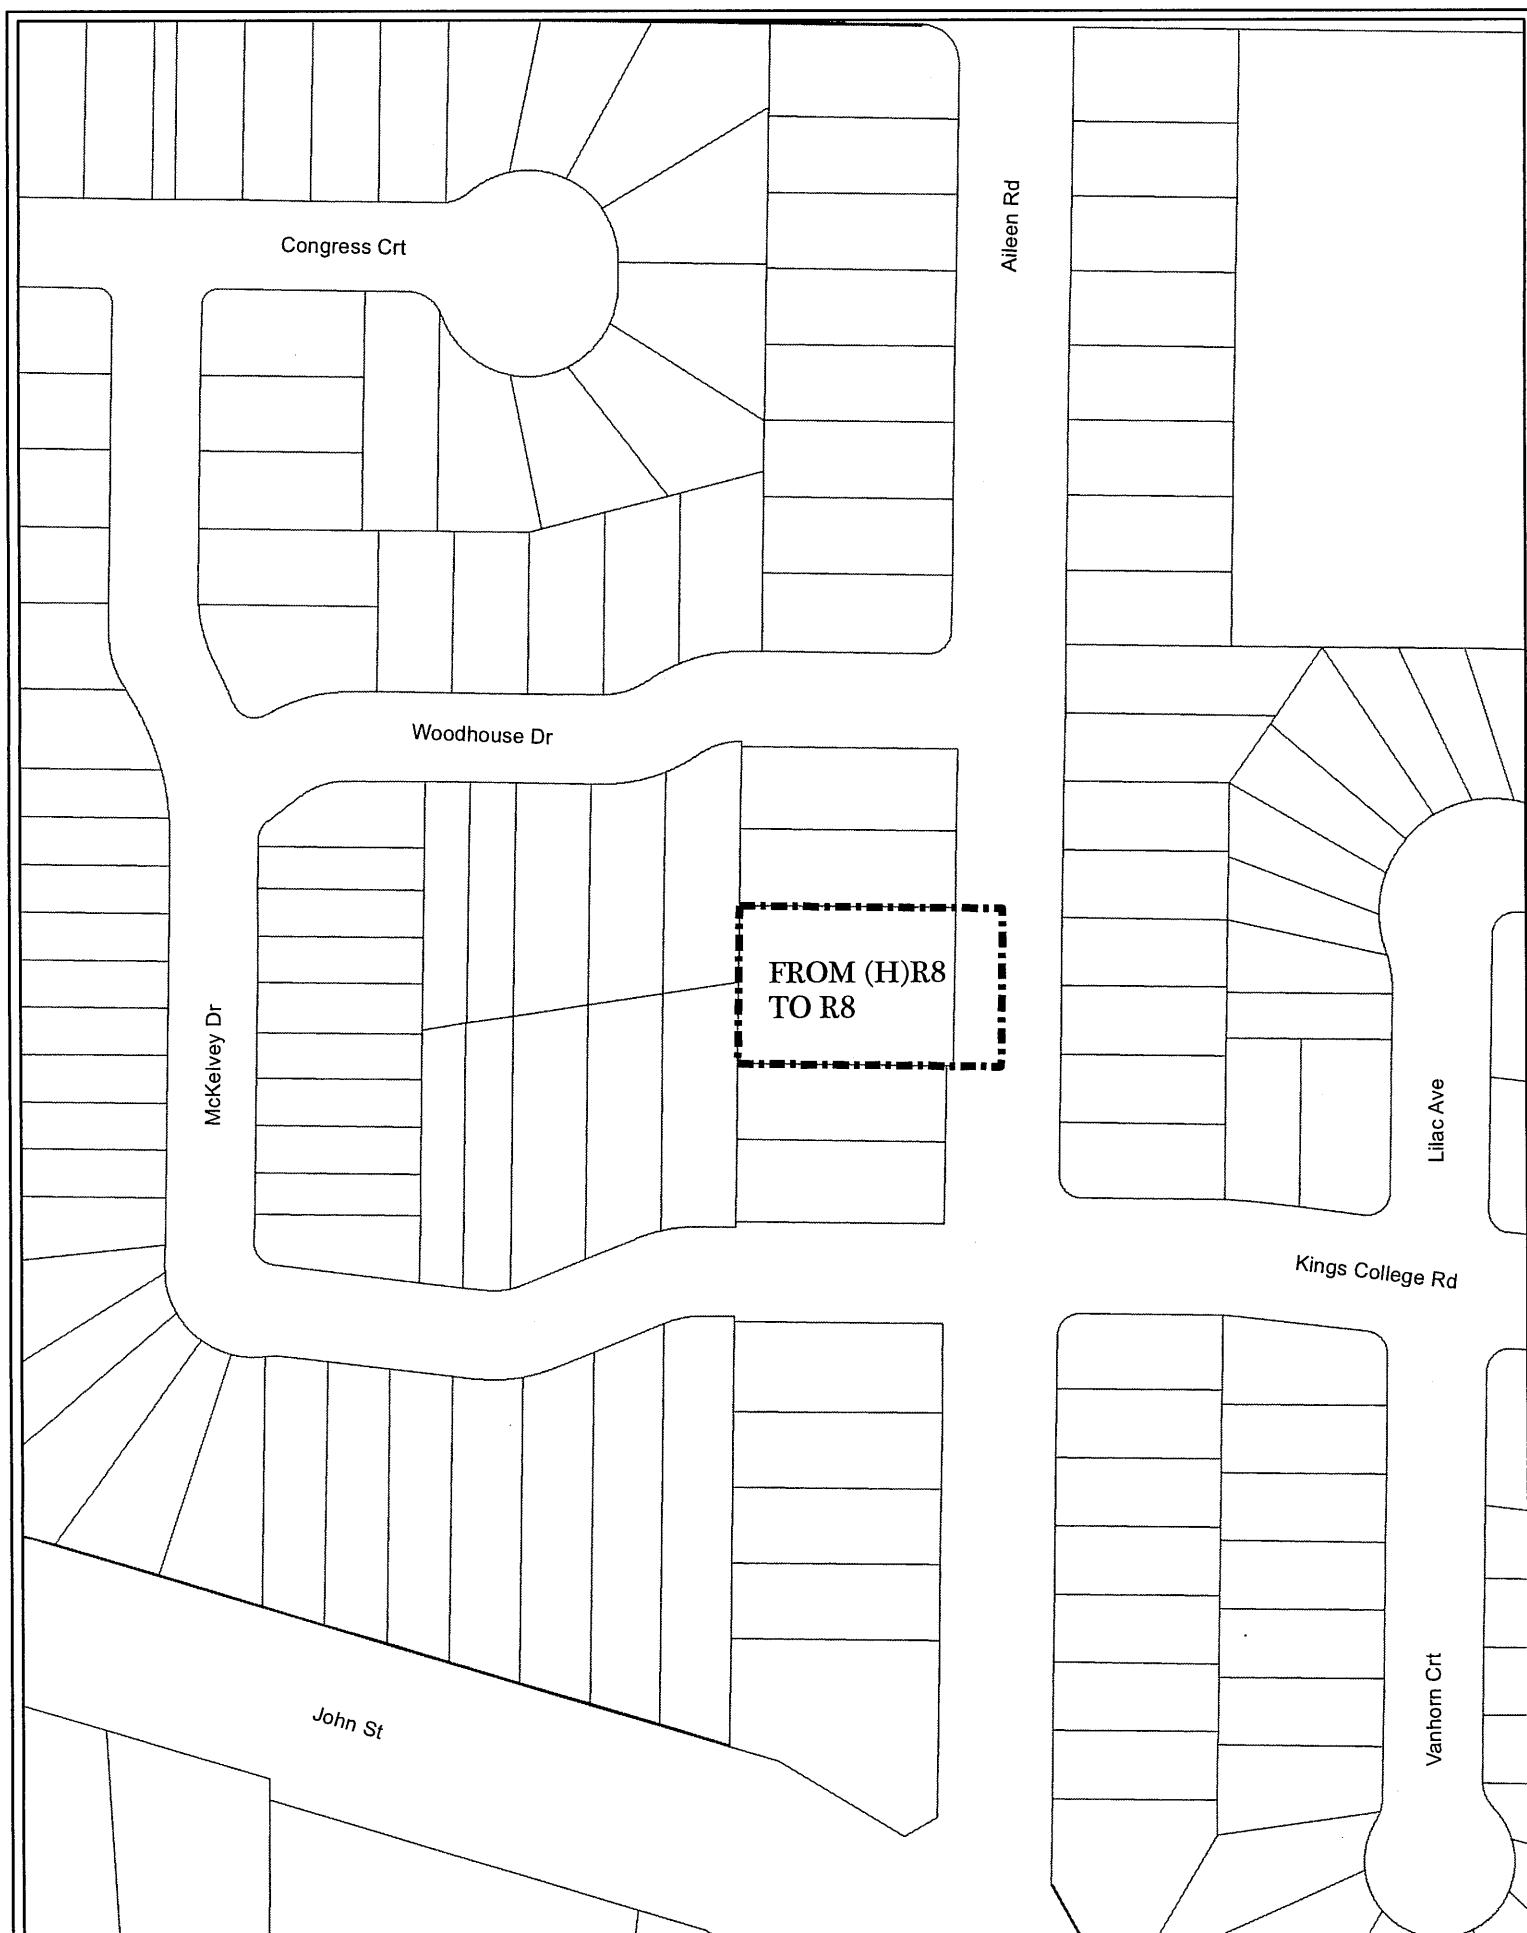 Aileen Rd
Congress Crt
Woodhouse Dr
FROM (H)R8
TO R8
McKelvey Dr
Lilac Ave
Kings College Rd
Vanhorn Crt
John St